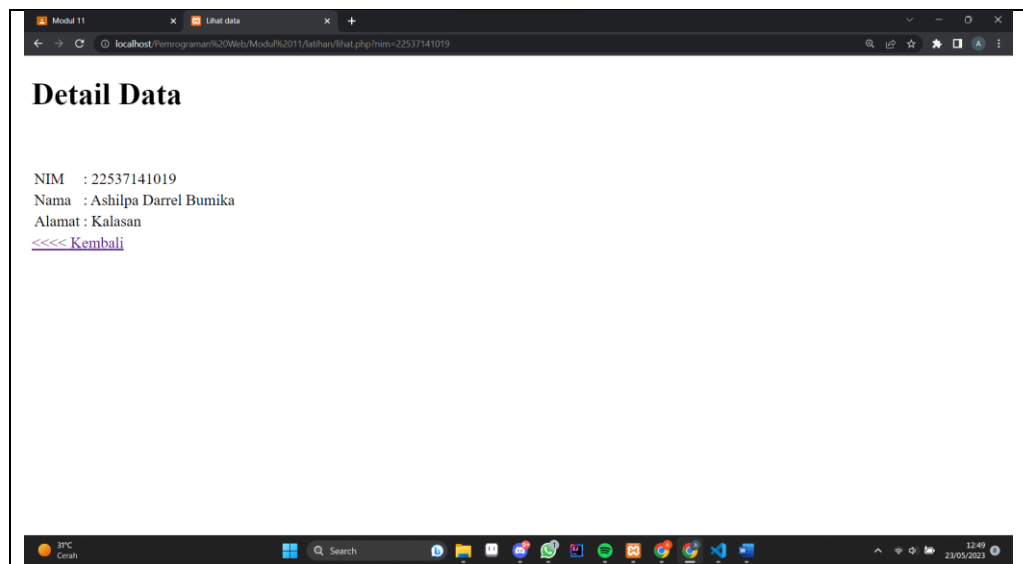 Modul 11
Lihat data
localhost/Pemrograman%20Web/Modul%2011/latihan/lihat.php?nim=22537141019
A
Detail Data
NIM : 22537141019
Nama : Ashilpa Darrel Bumika
Alamat : Kalasan
<<<< Kembali
31°C
Cerah
Search
12:49
23/05/2023